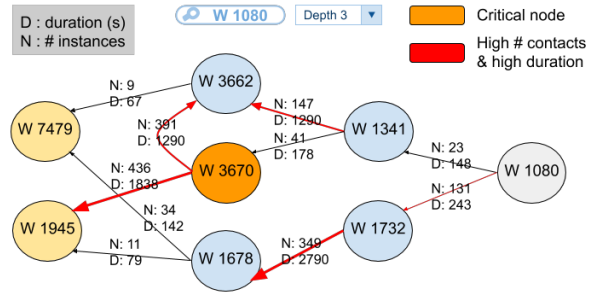 D : duration (s)
N : # instances
W 1080
Depth 3
Critical node
High # contacts
& high duration
N: 9
D: 67
W 3662
N: 147
D: 1290
W 7479
N: 391
D: 1290
W 1341
N: 41
D: 178
N: 23
D: 148
N: 436
D: 1838
W 3670
W 1080
N: 131
D: 243
N: 34
D: 142
W 1945
W 1732
N: 11
D: 79
W 1678
N: 349
D: 2790